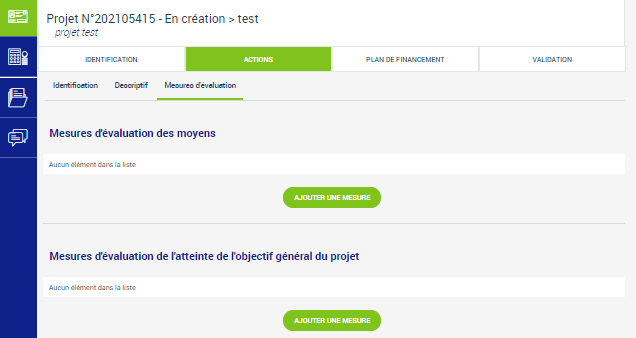 Projet N°202105415 - En création > test
projet test
IDENTIFICATION
ACTIONS
PLAN DE FINANCEMENT
VALIDATION
Identification
Descriptif
Mesures d'évaluation
Mesures d'évaluation des moyens
Aucun élément dans la liste
AJOUTER UNE MESURE
Mesures d'évaluation de l'atteinte de l'objectif général du projet
Aucun élément dans la liste
AJOUTER UNE MESURE